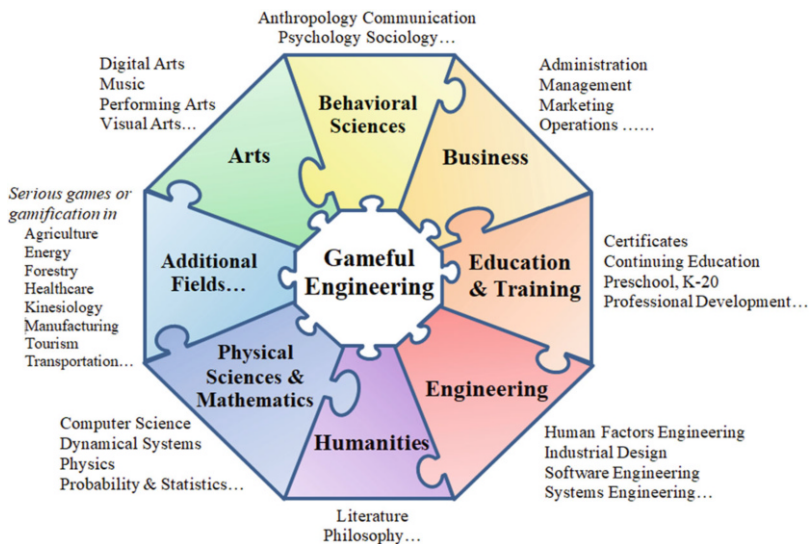 Anthropology Communication
Psychology Sociology…
Digital Arts
Music
Performing Arts
Visual Arts…
Behavioral
Sciences
Administration
Management
Marketing
Operations ……
Arts
Business
Serious games or
gamification in
Agriculture
Energy
Forestry
Healthcare
Kinesiology
Manufacturing
Tourism
Transportation…
Additional
Fields…
Gameful
Engineering
Education
& Training
Certificates
Continuing Education
Preschool, K-20
Professional Development…
Physical
Sciences &
Mathematics
Engineering
Humanities
Computer Science
Dynamical Systems
Physics
Probability & Statistics…
Human Factors Engineering
Industrial Design
Software Engineering
Systems Engineering…
Literature
Philosophy…